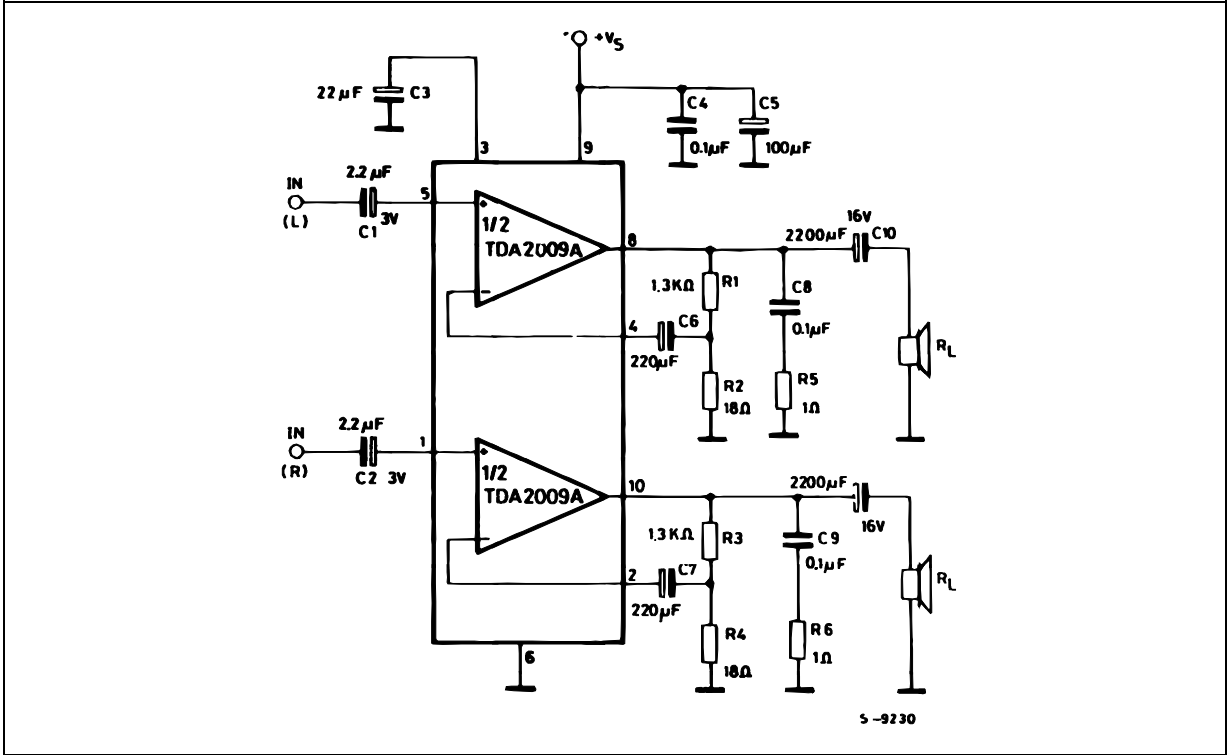 +VS
22µF
C3
C4
C5
0.1µF
100µF
3
9
2.2µF
IN
(L)
C1
3V
5
1/2
TDA2009A
8
2200µF
16V
C10
1.3KΩ
R1
C8
0.1µF
4
C6
220µF
R2
18Ω
R5
1Ω
RL
2.2µF
IN
(R)
C2
3V
1
1/2
TDA2009A
10
2200µF
16V
1.3KΩ
R3
C9
0.1µF
2
C7
220µF
R4
18Ω
R6
1Ω
RL
6
S-9230